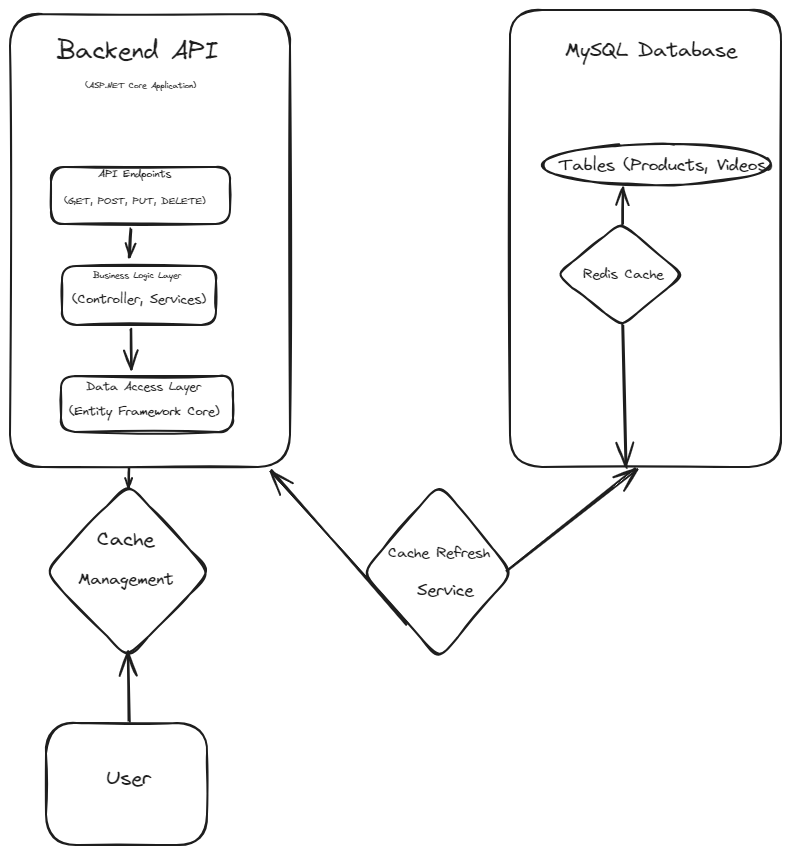 Backend API
(ASP.NET Core Application)
API Endpoints
(GET, POST, PUT, DELETE)
Business Logic Layer
(Controller, Services)
Data Access Layer
(Entity Framework Core)
MySQL Database
Tables (Products, Videos)
Redis Cache
Cache
Management
Cache Refresh
Service
User